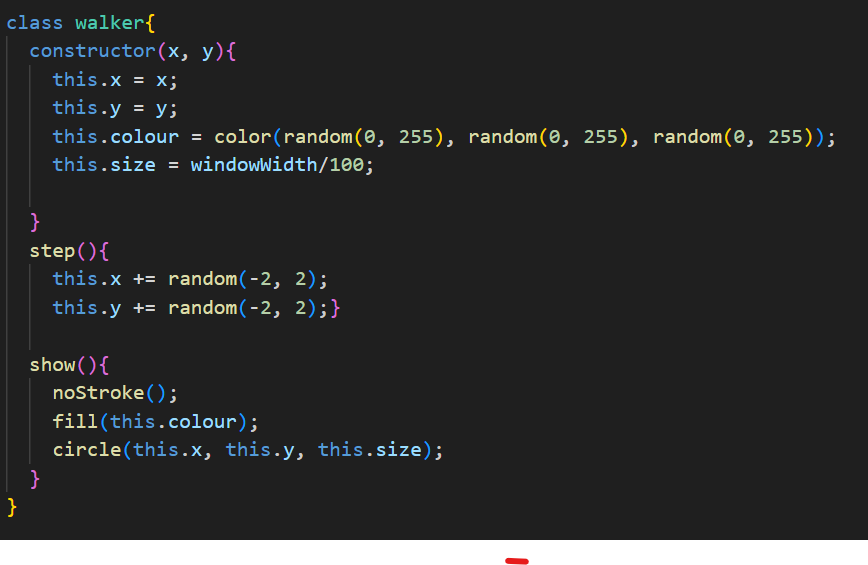 class walker{
constructor(x, y){
this.x = x;
this.y = y;
this.colour = color(random(0, 255), random(0, 255), random(0, 255));
this.size = windowWidth/100;
}
step(){
this.x += random(-2, 2);
this.y += random(-2, 2);}
show(){
noStroke();
fill(this.colour);
circle(this.x, this.y, this.size);
}
}